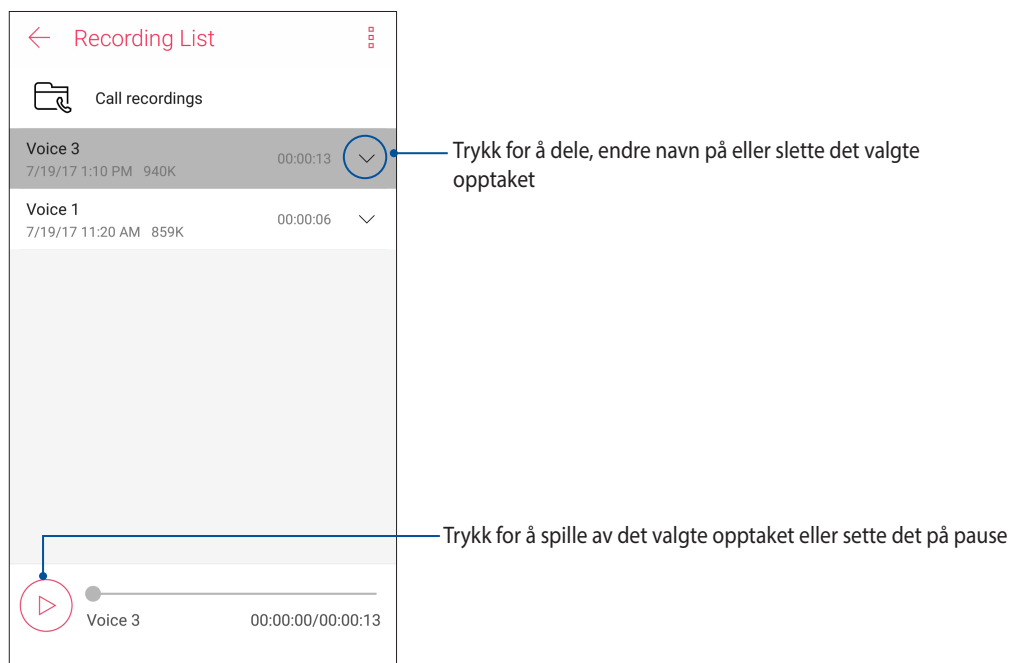 Recording List
Call recordings
Voice 3
7/19/17 1:10 PM 940K
00:00:13
Trykk for å dele, endre navn på eller slette det valgte
opptaket
Voice 1
7/19/17 11:20 AM 859K
00:00:06
Trykk for å spille av det valgte opptaket eller sette det på pause
Voice 3
00:00:00/00:00:13